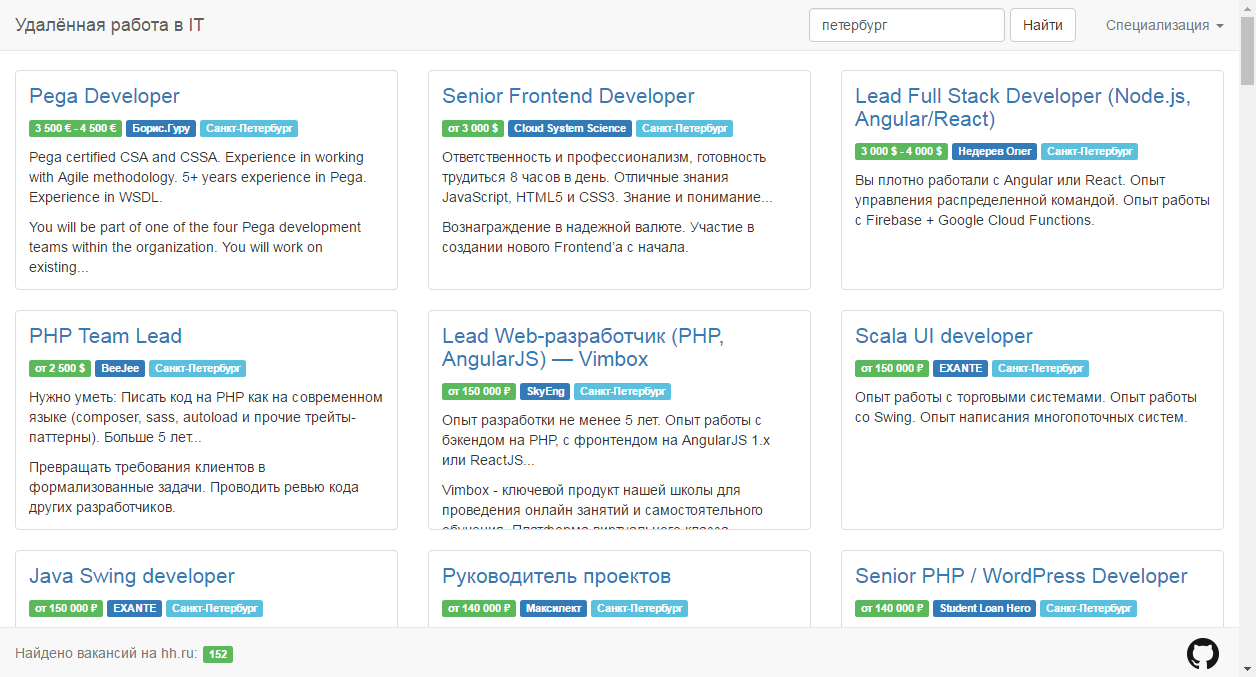 Удалённая работа в IT
петербург
Найти
Специализация
Pega Developer
3 500 € - 4 500 € Борис.Гуру Санкт-Петербург
Pega certified CSA and CSSA. Experience in working
with Agile methodology. 5+ years experience in Pega.
Experience in WSDL.
You will be part of one of the four Pega development
teams within the organization. You will work on
existing...
Senior Frontend Developer
от 3 000 $ Cloud System Science Санкт-Петербург
Ответственность и профессионализм, готовность
трудиться 8 часов в день. Отличные знания
JavaScript, HTML5 и CSS3. Знание и понимание...
Вознаграждение в надежной валюте. Участие в
создании нового Frontend'а с начала.
Lead Full Stack Developer (Node.js,
Angular/React)
3 000 $ - 4 000 $ Недерев Олег Санкт-Петербург
Вы плотно работали с Angular или React. Опыт
управления распределенной командой. Опыт работы
с Firebase + Google Cloud Functions.
PHP Team Lead
от 2 500 $ BeeJee Санкт-Петербург
Нужно уметь: Писать код на PHP как на современном
языке (composer, sass, autoload и прочие трейты-
паттерны). Больше 5 лет...
Превращать требования клиентов в
формализованные задачи. Проводить ревью кода
других разработчиков.
Lead Web-разработчик (PHP,
AngularJS) — Vimbox
от 150 000 ₽ SkyEng Санкт-Петербург
Опыт разработки не менее 5 лет. Опыт работы с
бэкендом на PHP, с фронтендом на AngularJS 1.x
или ReactJS...
Vimbox - ключевой продукт нашей школы для
проведения онлайн занятий и самостоятельного
обучения. Платформа виртуального класса
Scala UI developer
от 150 000 ₽ EXANTE Санкт-Петербург
Опыт работы с торговыми системами. Опыт работы
со Swing. Опыт написания многопоточных систем.
Java Swing developer
от 150 000 ₽ EXANTE Санкт-Петербург
Руководитель проектов
от 140 000 ₽ Максилект Санкт-Петербург
Senior PHP / WordPress Developer
от 140 000 ₽ Student Loan Hero Санкт-Петербург
Найдено вакансий на hh.ru: 152